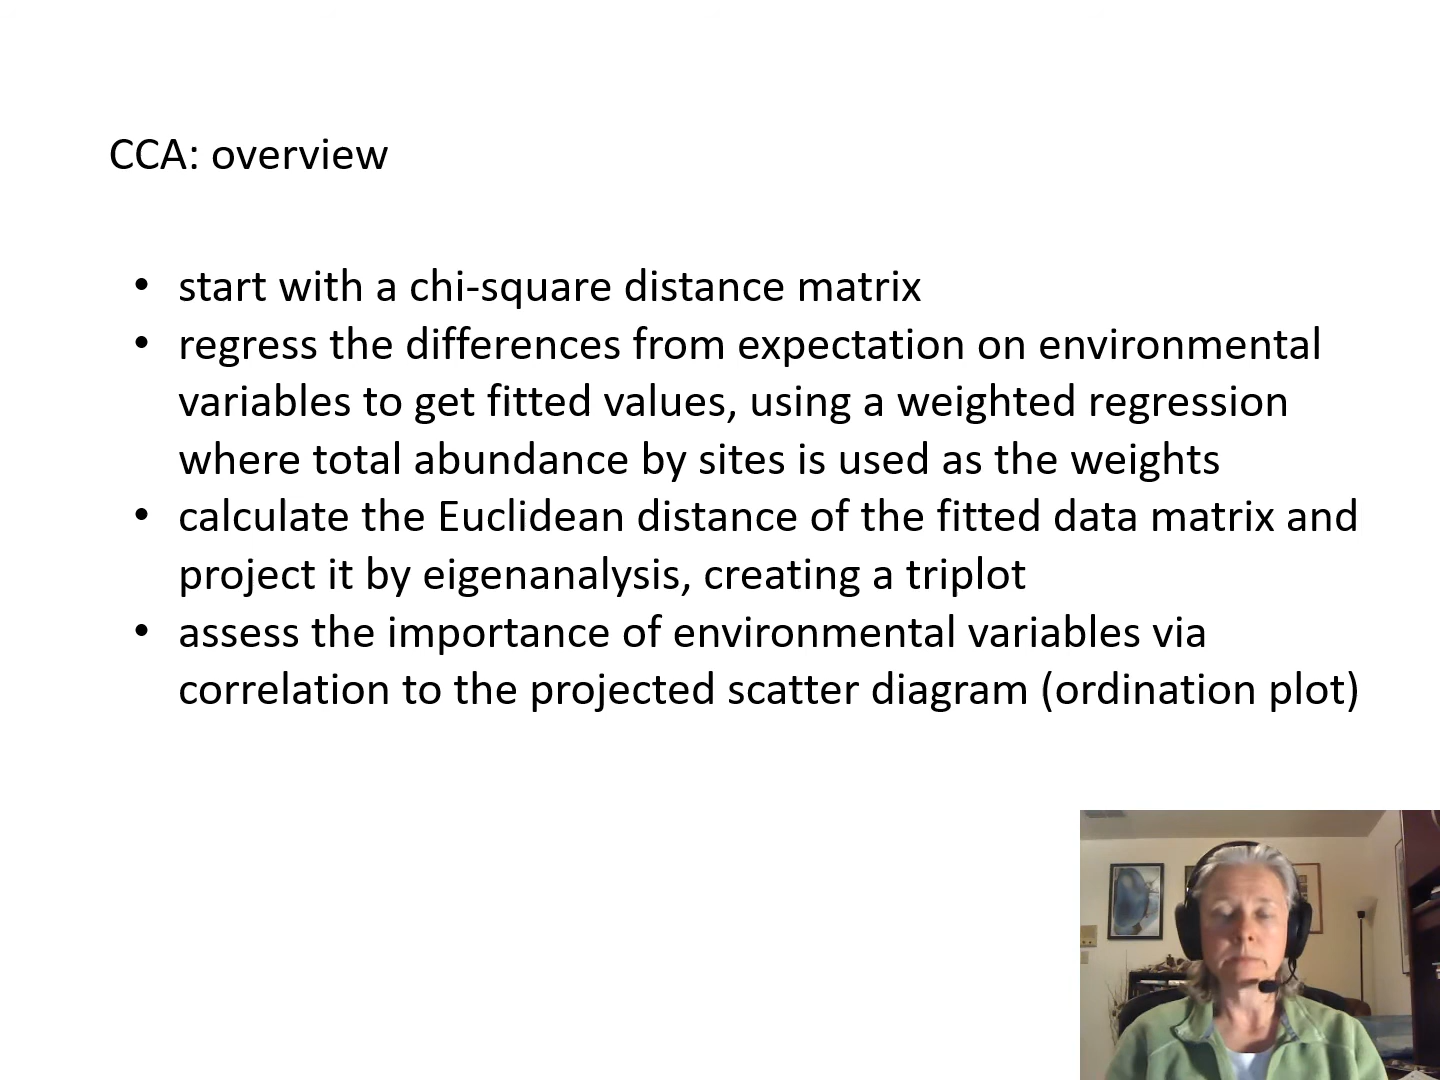 CCA: overview
• start with a chi-square distance matrix
• regress the differences from expectation on environmental
variables to get fitted values, using a weighted regression
where total abundance by sites is used as the weights
• calculate the Euclidean distance of the fitted data matrix and
project it by eigenanalysis, creating a triplot
• assess the importance of environmental variables via
correlation to the projected scatter diagram (ordination plot)